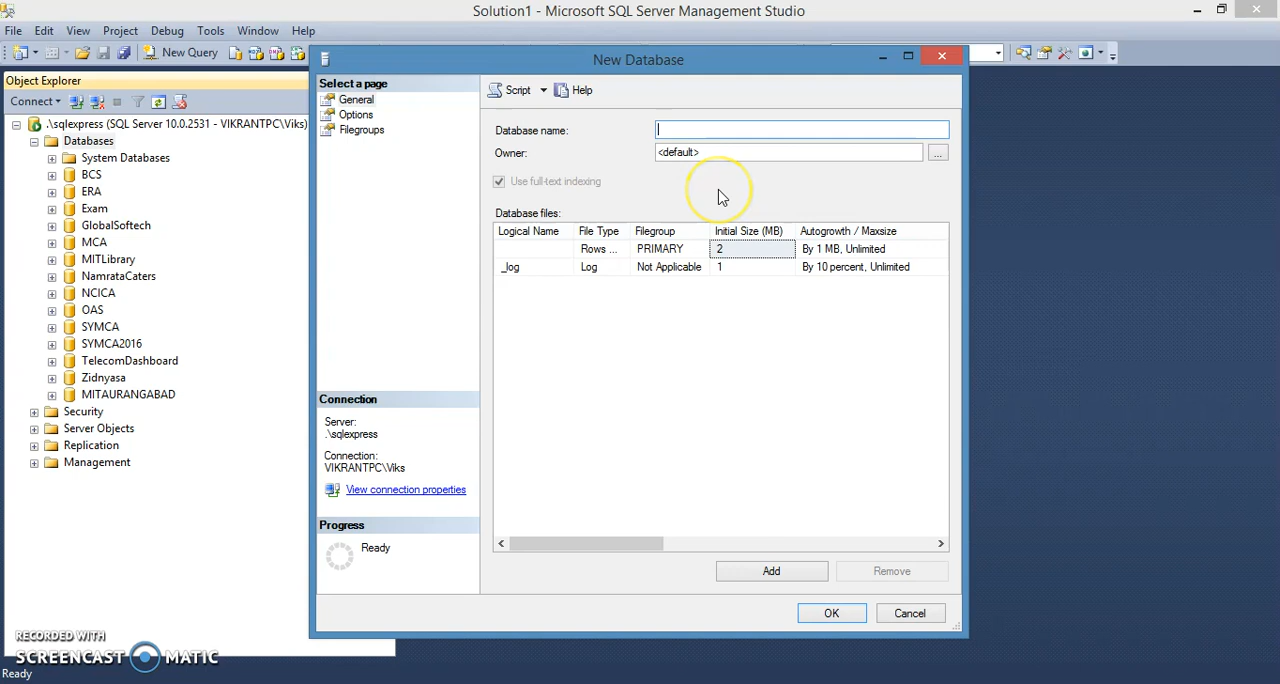 Solution1 - Microsoft SQL Server Management Studio
File Edit View Project Debug Tools Window Help
New Query
Object Explorer
Connect
.\sqlexpress (SQL Server 10.0.2531 - VIKRANTPC\Viks)
Databases
System Databases
BCS
ERA
Exam
GlobalSoftech
MCA
MITLibrary
NamrataCaters
NCICA
OAS
SYMCA
SYMCA2016
TelecomDashboard
Zidnyasa
MITAURANGABAD
Security
Server Objects
Replication
Management
New Database
Select a page
General
Options
Filegroups
Connection
Server:
.\sqlexpress
Connection:
VIKRANTPC\Viks
View connection properties
Progress
Ready
Script Help
Database name:
Owner: <default> ...
Use full-text indexing
Database files:
Logical Name File Type Filegroup Initial Size (MB) Autogrowth / Maxsize
Rows ... PRIMARY 2 By 1 MB, Unlimited
_log Log Not Applicable 1 By 10 percent, Unlimited
Add Remove
OK Cancel
RECORDED WITH
SCREENCAST MATIC
Ready